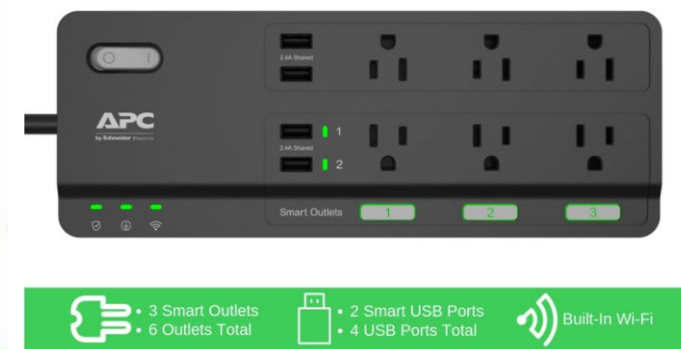 2.4A Shared
APC
by Schneider Electric
1
2.4A Shared
2
Smart Outlets 1 2 3
• 3 Smart Outlets
• 6 Outlets Total
• 2 Smart USB Ports
• 4 USB Ports Total
Built-In Wi-Fi